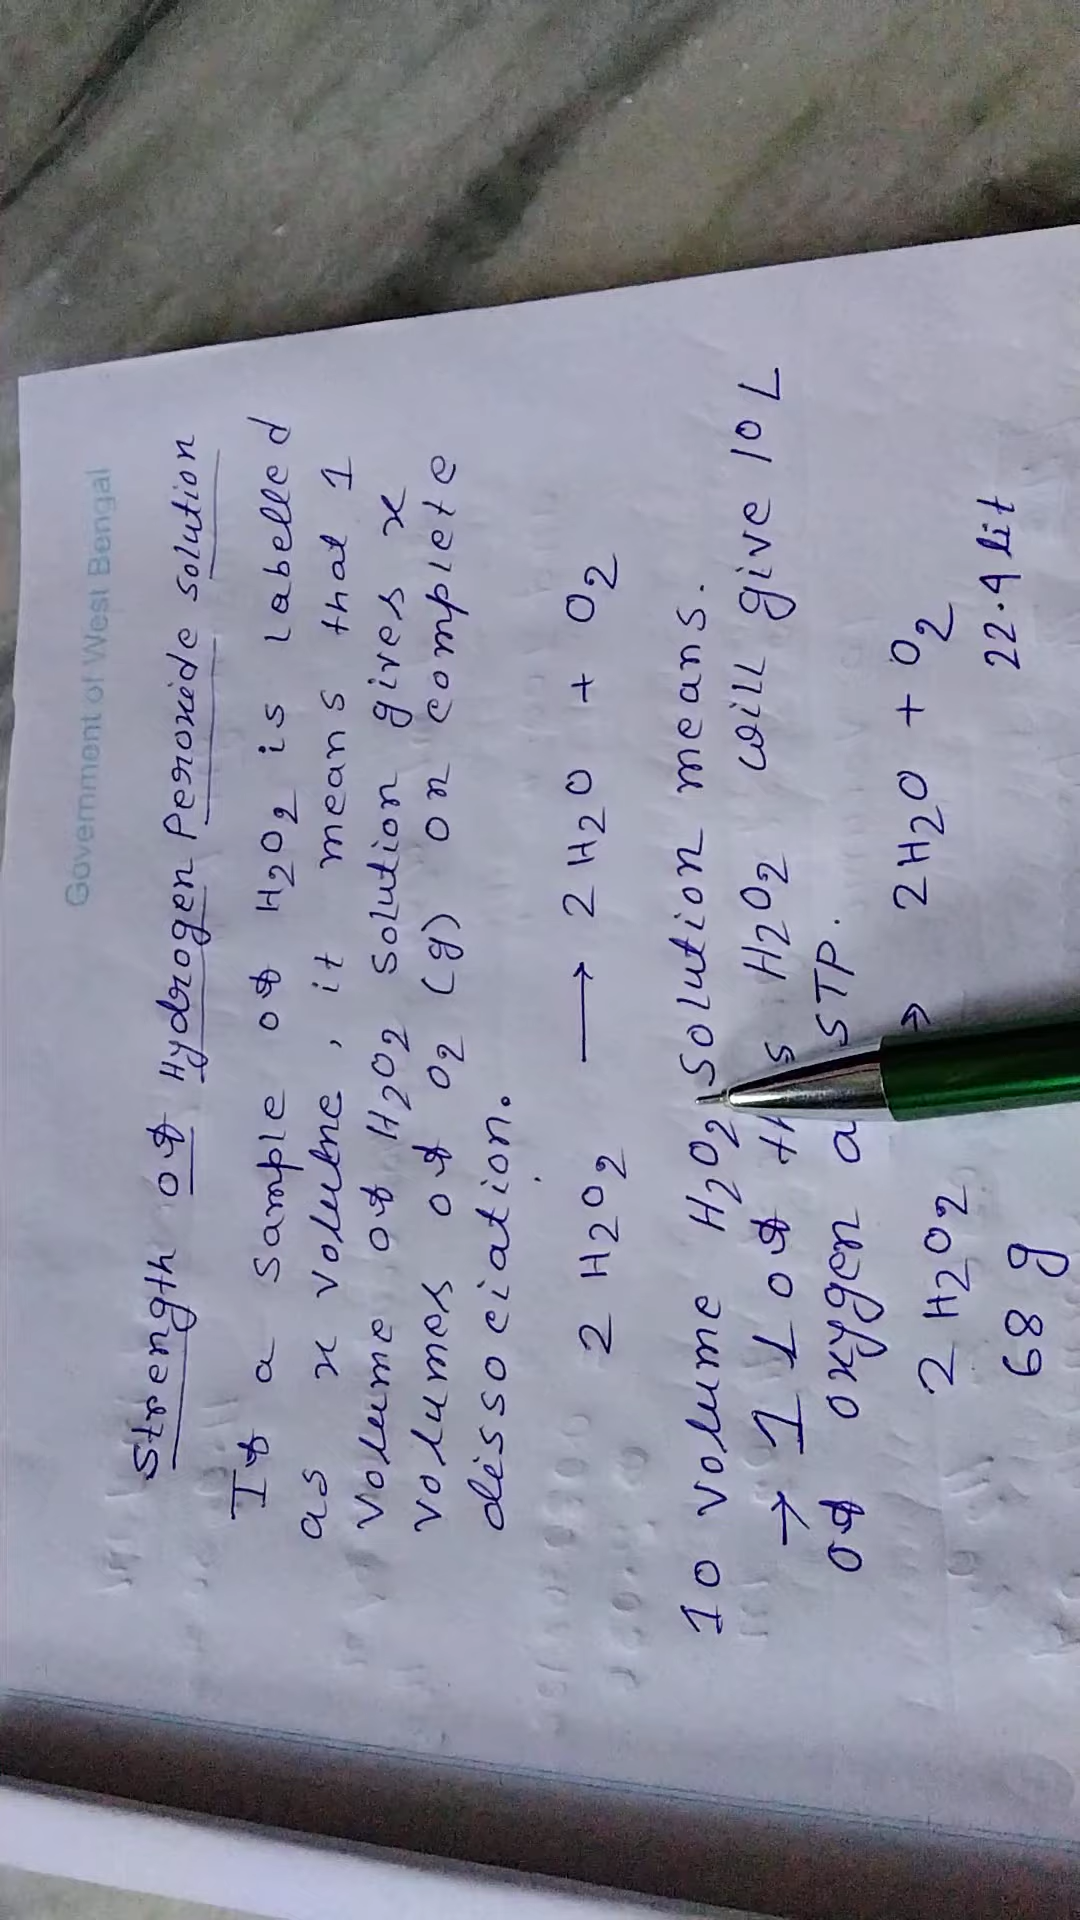 Government of West Bengal
Strength of Hydrogen Peroxide solution
If a sample of H2O2 is labelled
as x volume, it means that 1
volume of H2O2 solution gives x
volumes of O2 (g) on complete
dissociation.
2 H2O2 ⟶ 2 H2O + O2
10 volume H2O2 solution means.
→ 1 L of this H2O2 will give 10 L
of oxygen a STP.
2 H2O2 → 2H2O + O2
68 g 22.4 lit